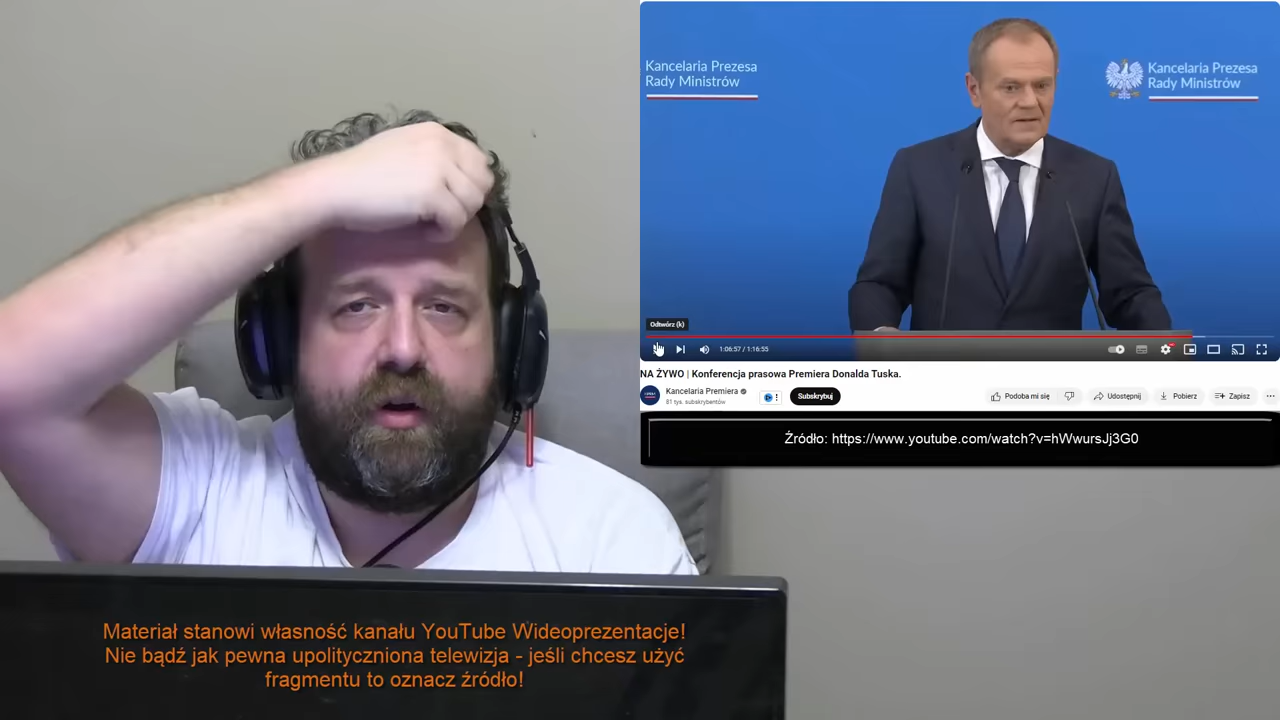 Kancelaria Prezesa
Rady Ministrów
Kancelaria Prezesa
Rady Ministrów
Odtwórz (k)
1:06:57 / 1:16:55
NA ŻYWO | Konferencja prasowa Premiera Donalda Tuska.
Kancelaria Premiera
81 tys. subskrybentów
Subskrybuj
Podoba mi się
Udostępnij
Pobierz
Zapisz
Źródło: https://www.youtube.com/watch?v=hWwursJj3G0
Materiał stanowi własność kanału YouTube Wideoprezentacje!
Nie bądź jak pewna upolityczniona telewizja - jeśli chcesz użyć
fragmentu to oznacz źródło!